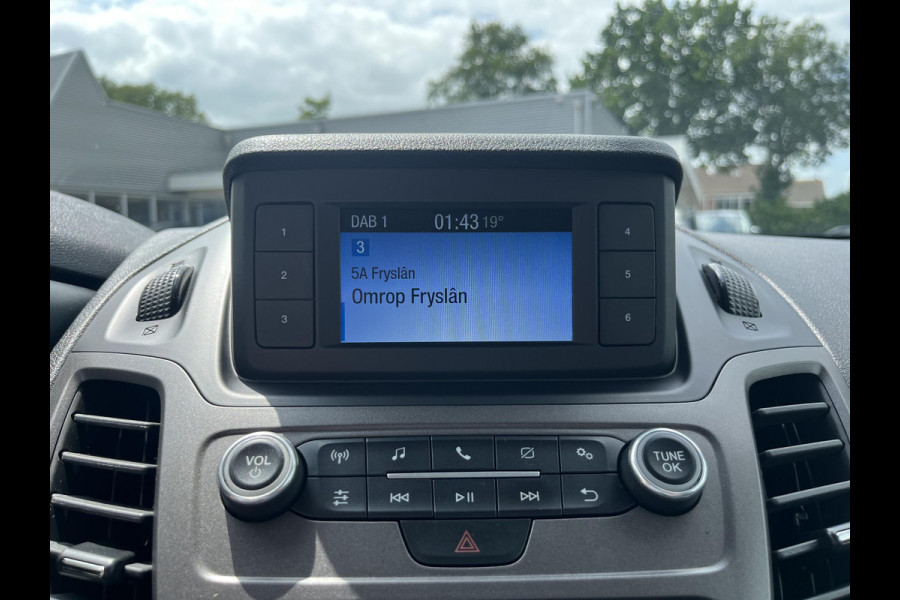 DAB 1 01:43 19°
3
5A Fryslân
Omrop Fryslân
1
2
3
4
5
6
VOL
TUNE
OK